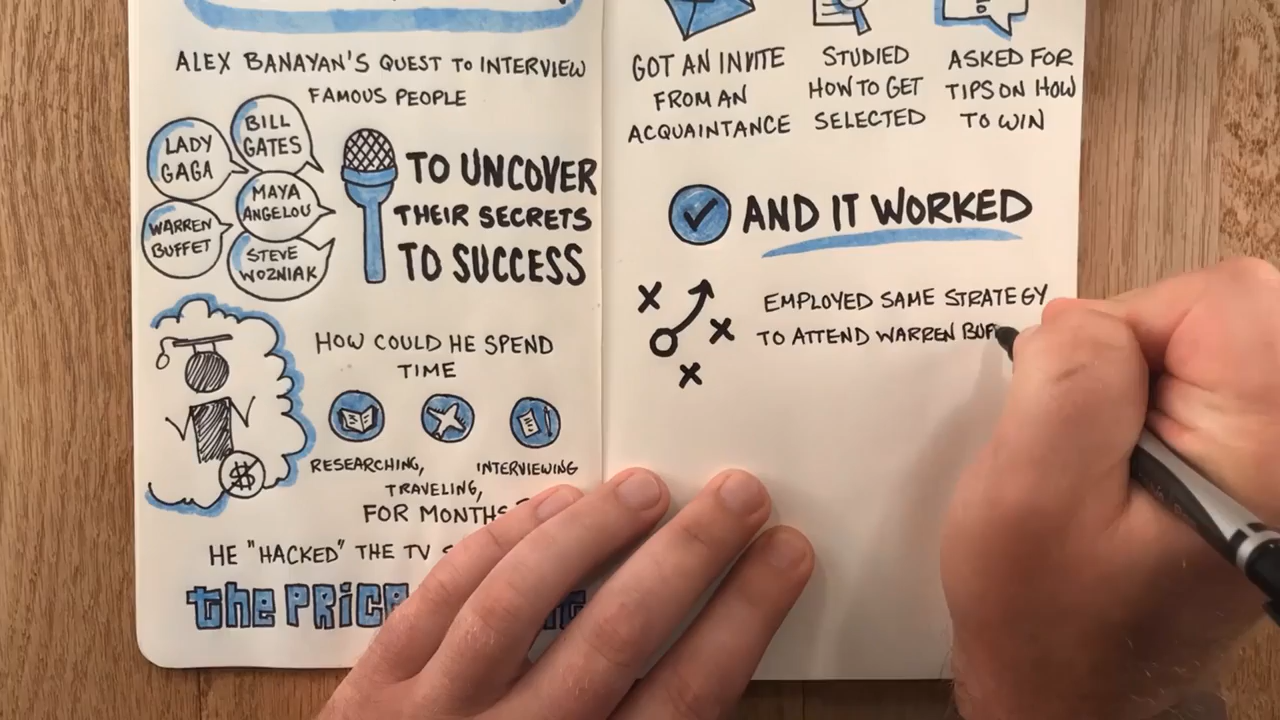 ALEX BANAYAN'S QUEST TO INTERVIEW
FAMOUS PEOPLE
LADY
GAGA
BILL
GATES
MAYA
ANGELOU
WARREN
BUFFET
STEVE
WOZNIAK
TO UNCOVER
THEIR SECRETS
TO SUCCESS
HOW COULD HE SPEND
TIME
$
RESEARCHING,
INTERVIEWING
TRAVELING,
FOR MONTHS
HE "HACKED" THE TV
the PRICE
GOT AN INVITE
FROM AN
ACQUAINTANCE
STUDIED
HOW TO GET
SELECTED
ASKED FOR
TIPS ON HOW
TO WIN
AND IT WORKED
EMPLOYED SAME STRATEGY
TO ATTEND WARREN BUF